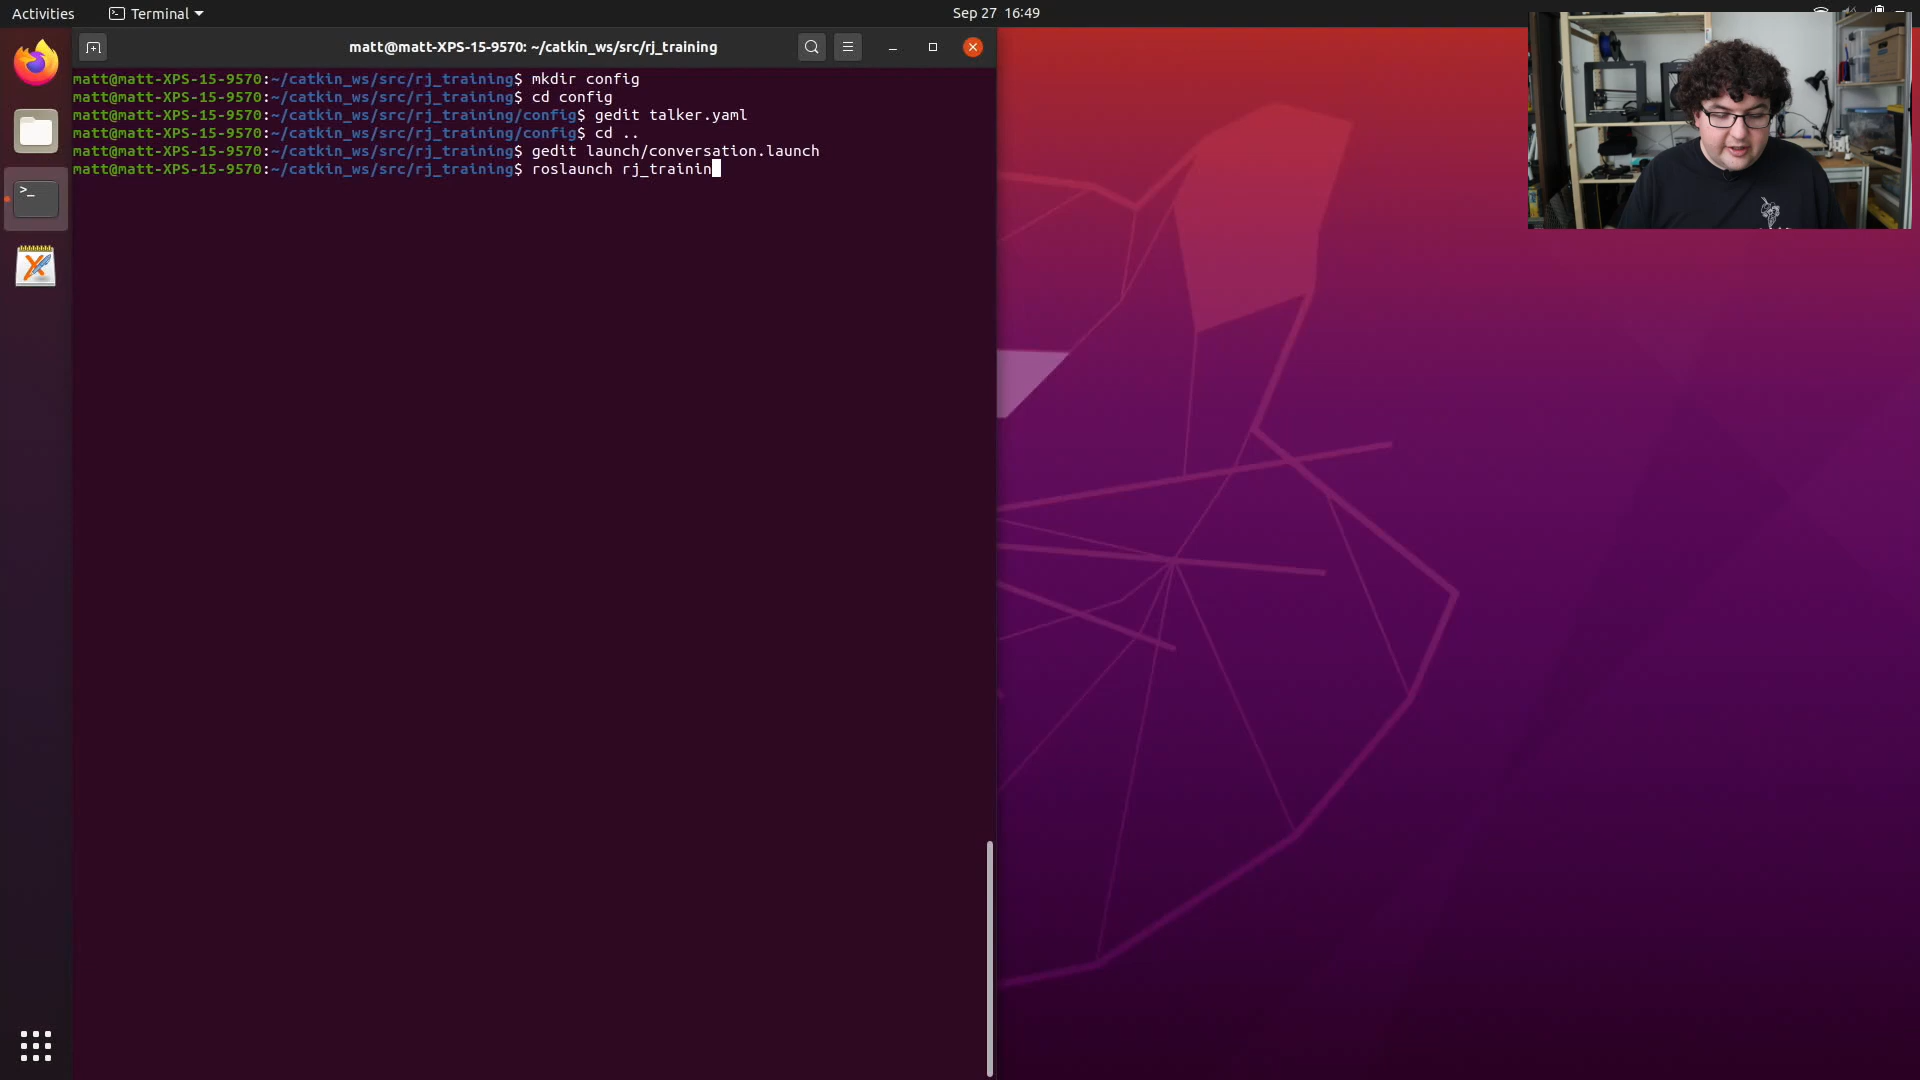 Activities
Terminal
Sep 27 16:49
matt@matt-XPS-15-9570: ~/catkin_ws/src/rj_training
matt@matt-XPS-15-9570:~/catkin_ws/src/rj_training$ mkdir config
matt@matt-XPS-15-9570:~/catkin_ws/src/rj_training$ cd config
matt@matt-XPS-15-9570:~/catkin_ws/src/rj_training/config$ gedit talker.yaml
matt@matt-XPS-15-9570:~/catkin_ws/src/rj_training/config$ cd ..
matt@matt-XPS-15-9570:~/catkin_ws/src/rj_training$ gedit launch/conversation.launch
matt@matt-XPS-15-9570:~/catkin_ws/src/rj_training$ roslaunch rj_trainin